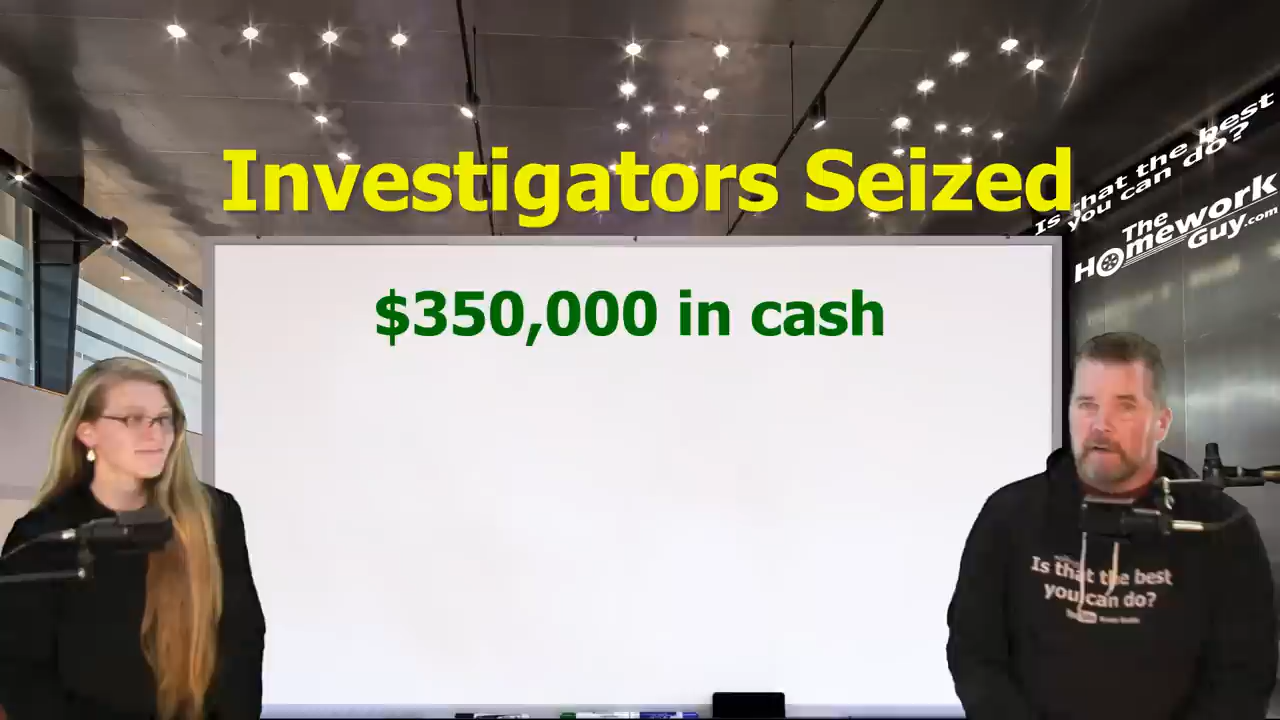 Investigators Seized
Is that the best
you can do?
The
Homework
Guy.com
$350,000 in cash
Is that the best
you can do?